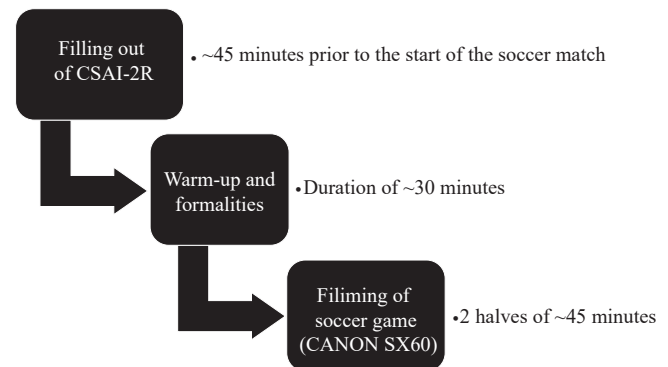 Filling out
of CSAI-2R
• ~45 minutes prior to the start of the soccer match
Warm-up and
formalities
•Duration of ~30 minutes
Filiming of
soccer game
(CANON SX60)
•2 halves of ~45 minutes